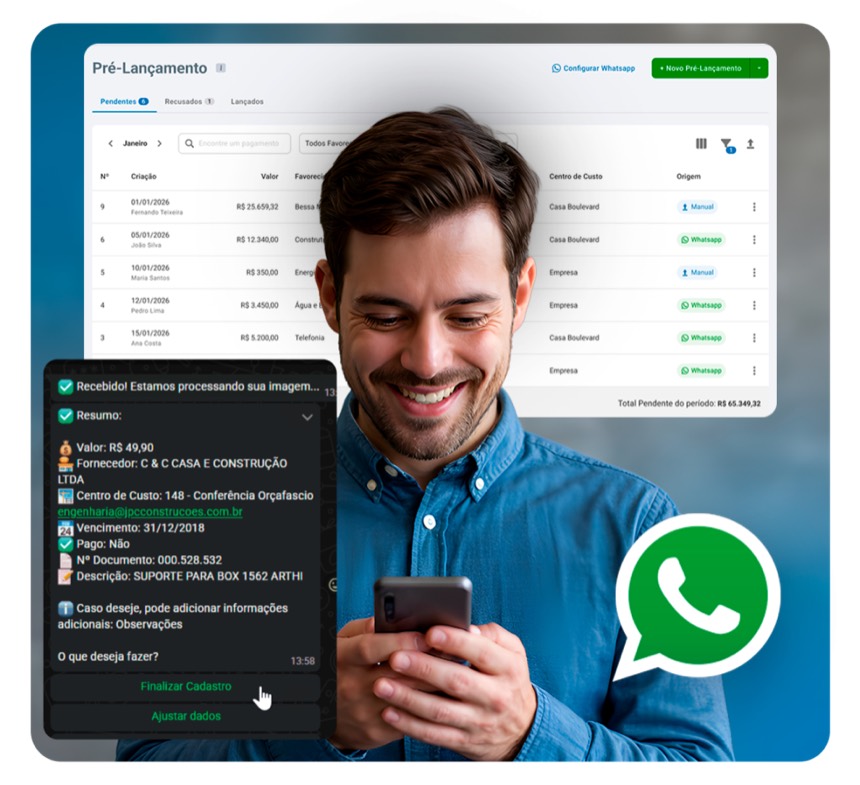 Pré-Lançamento
Configurar Whatsapp
+ Novo Pré-Lançamento
Pendentes 6
Recusados 1
Lançados
Janeiro
Encontre um pagamento
Todos
Nº Criação Valor Centro de Custo Origem
9 01/01/2026 R$ 25.659,32 Bessa Casa Boulevard Manual
Fernando Teixeira
6 05/01/2026 R$ 12.340,00 Casa Boulevard Whatsapp
João Silva
5 10/01/2026 R$ 350,00 Empresa Manual
Maria Santos
4 12/01/2026 R$ 3.450,00 Água e Empresa Whatsapp
Pedro Lima
3 15/01/2026 R$ 5.200,00 Telefonia Casa Boulevard Whatsapp
Ana Costa
Empresa Whatsapp
Total Pendente do período: R$ 65.349,32
Recebido! Estamos processando sua imagem...
Resumo:
Valor: R$ 49,90
Fornecedor: C & C CASA E CONSTRUÇÃO
LTDA
Centro de Custo: 148 - Conferência Orçafascio
engenharia@jpcconstrucoes.com.br
Vencimento: 31/12/2018
Pago: Não
Nº Documento: 000.528.532
Descrição: SUPORTE PARA BOX 1562 ARTHI
Caso deseje, pode adicionar informações
adicionais: Observações
O que deseja fazer?
13:58
Finalizar Cadastro
Ajustar dados